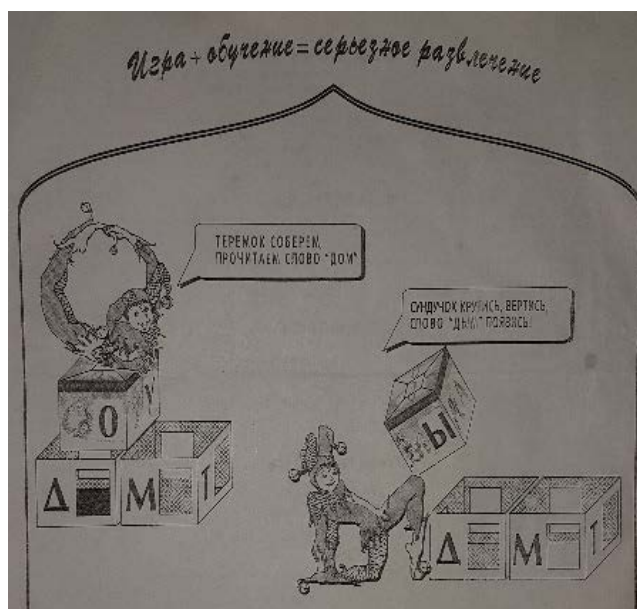 Игра + обучение = серьезное развлечение
ТЕРЕМОК СОБЕРЕМ,
ПРОЧИТАЕМ СЛОВО "ДОМ"
СУНДУЧОК КРУТИСЬ, ВЕРТИСЬ,
СЛОВО "ДЫМ" ПОЯВИСЬ!
О У
Ы
Д М Т
Д М Т